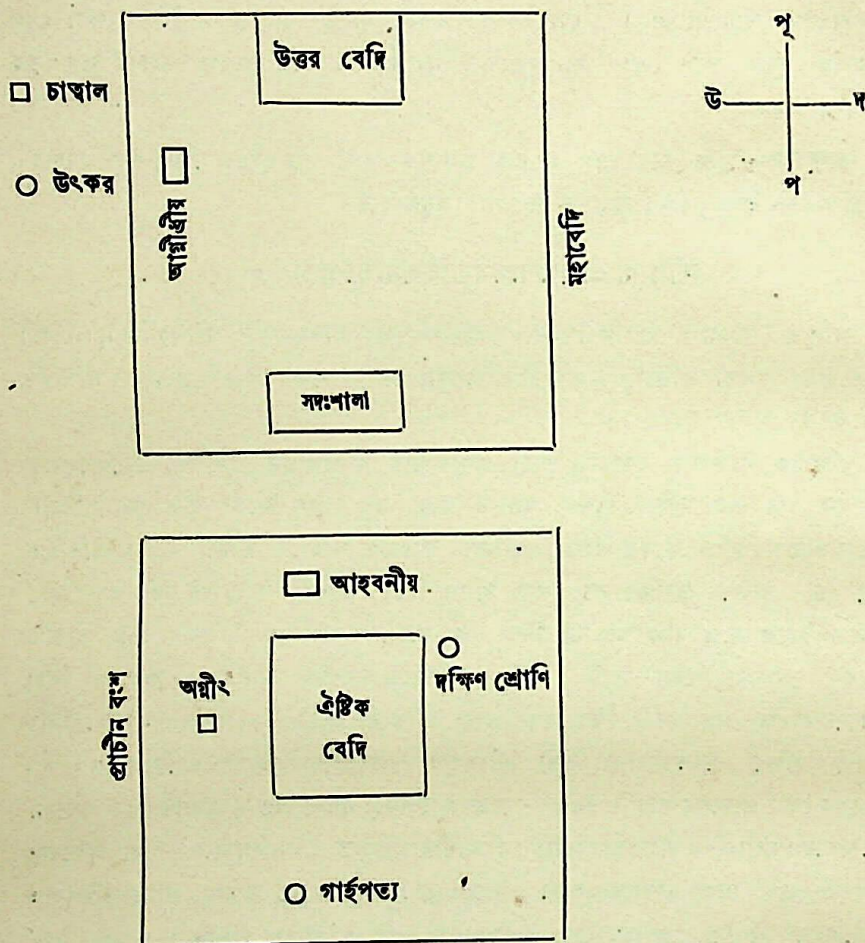 উত্তর বেদি
চাত্বাল
উৎকর
আগ্নীধ্রীয়
মহাবেদি
সদঃশালা
পূ
উ
দ
প
আহবনীয়
প্রাচীন বংশ
অগ্নীৎ
ঐষ্টিক
বেদি
দক্ষিণ শ্রোণি
গার্হপত্য